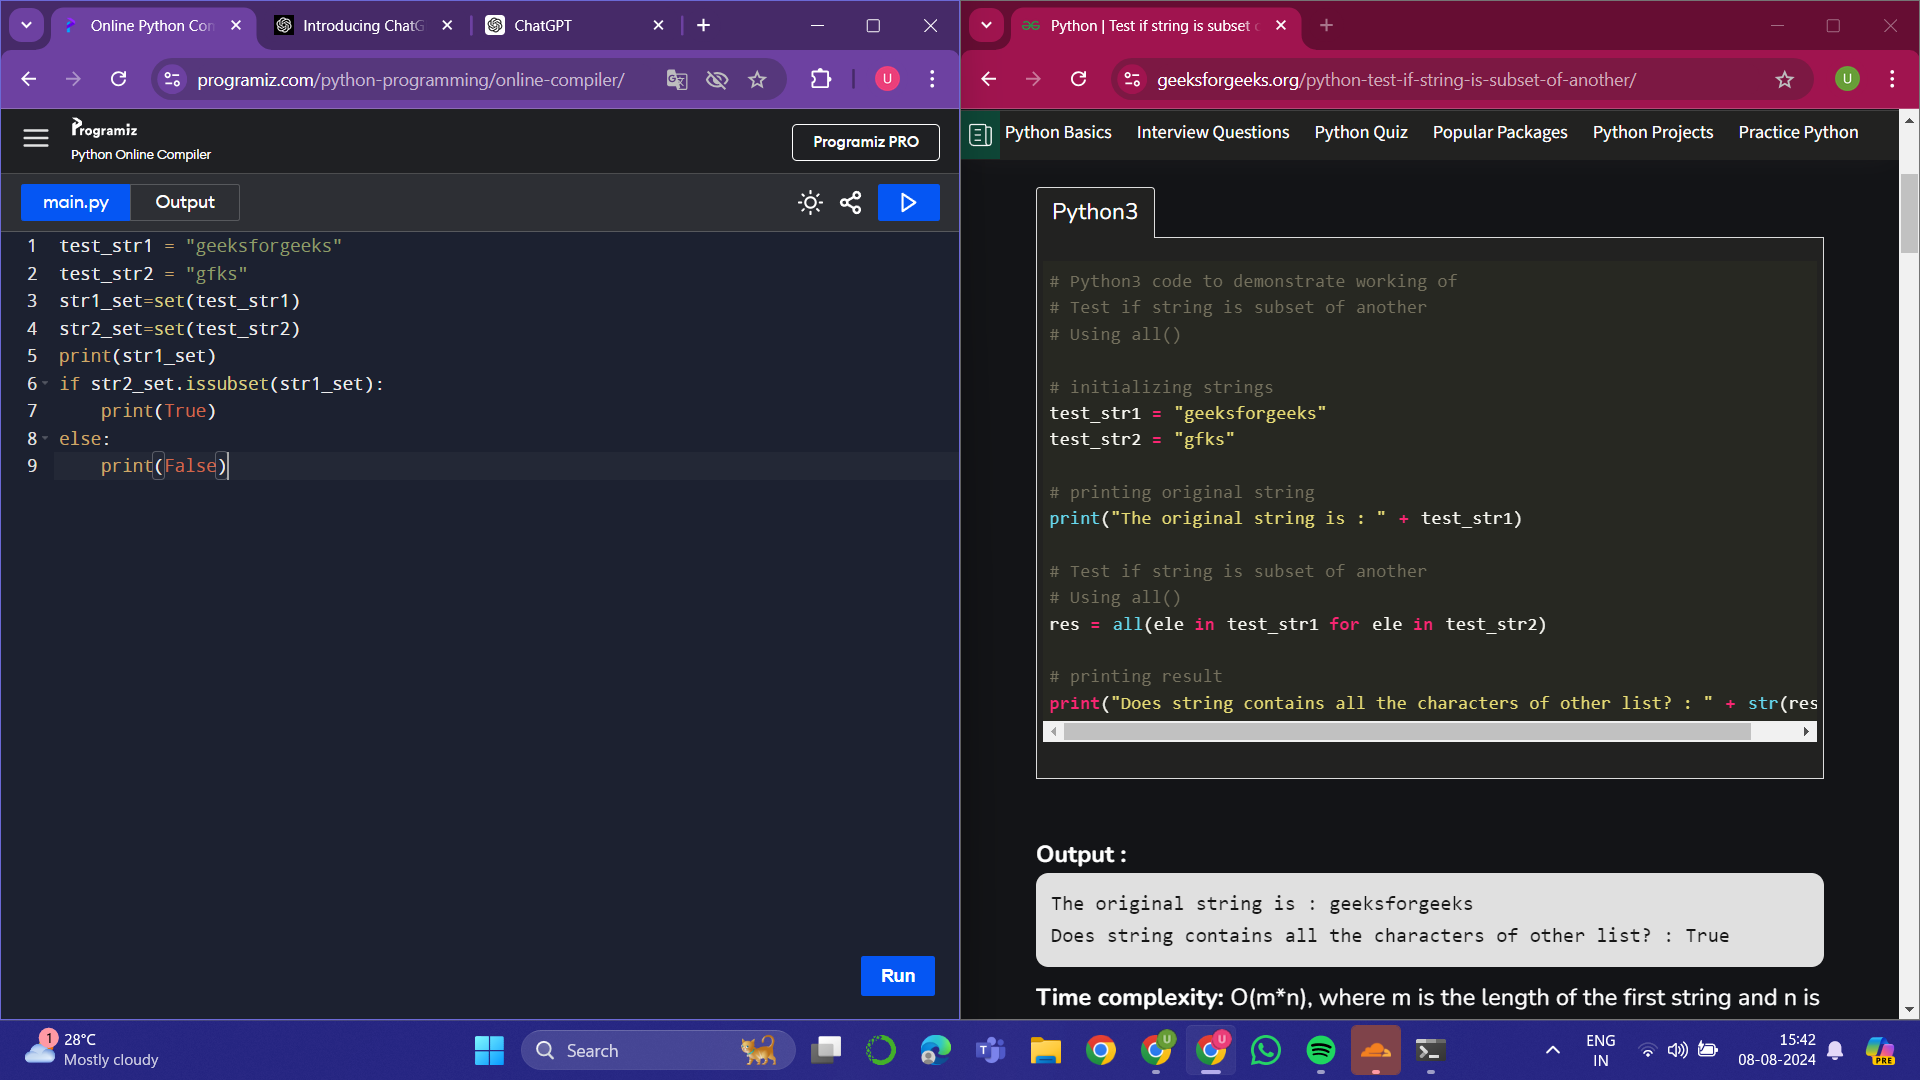 Online Python Com
Introducing ChatG
ChatGPT
programiz.com/python-programming/online-compiler/
U
Programiz
Python Online Compiler
Programiz PRO
main.py
Output
1 test_str1 = "geeksforgeeks"
2 test_str2 = "gfks"
3 str1_set=set(test_str1)
4 str2_set=set(test_str2)
5 print(str1_set)
6 if str2_set.issubset(str1_set):
7     print(True)
8 else:
9     print(False)
Run
Python | Test if string is subset
geeksforgeeks.org/python-test-if-string-is-subset-of-another/
U
Python Basics Interview Questions Python Quiz Popular Packages Python Projects Practice Python
Python3
# Python3 code to demonstrate working of
# Test if string is subset of another
# Using all()
# initializing strings
test_str1 = "geeksforgeeks"
test_str2 = "gfks"
# printing original string
print("The original string is : " + test_str1)
# Test if string is subset of another
# Using all()
res = all(ele in test_str1 for ele in test_str2)
# printing result
print("Does string contains all the characters of other list? : " + str(res
Output :
The original string is : geeksforgeeks
Does string contains all the characters of other list? : True
Time complexity: O(m*n), where m is the length of the first string and n is
1
28°C
Mostly cloudy
Search
U
U
ENG
IN
15:42
08-08-2024
PRE